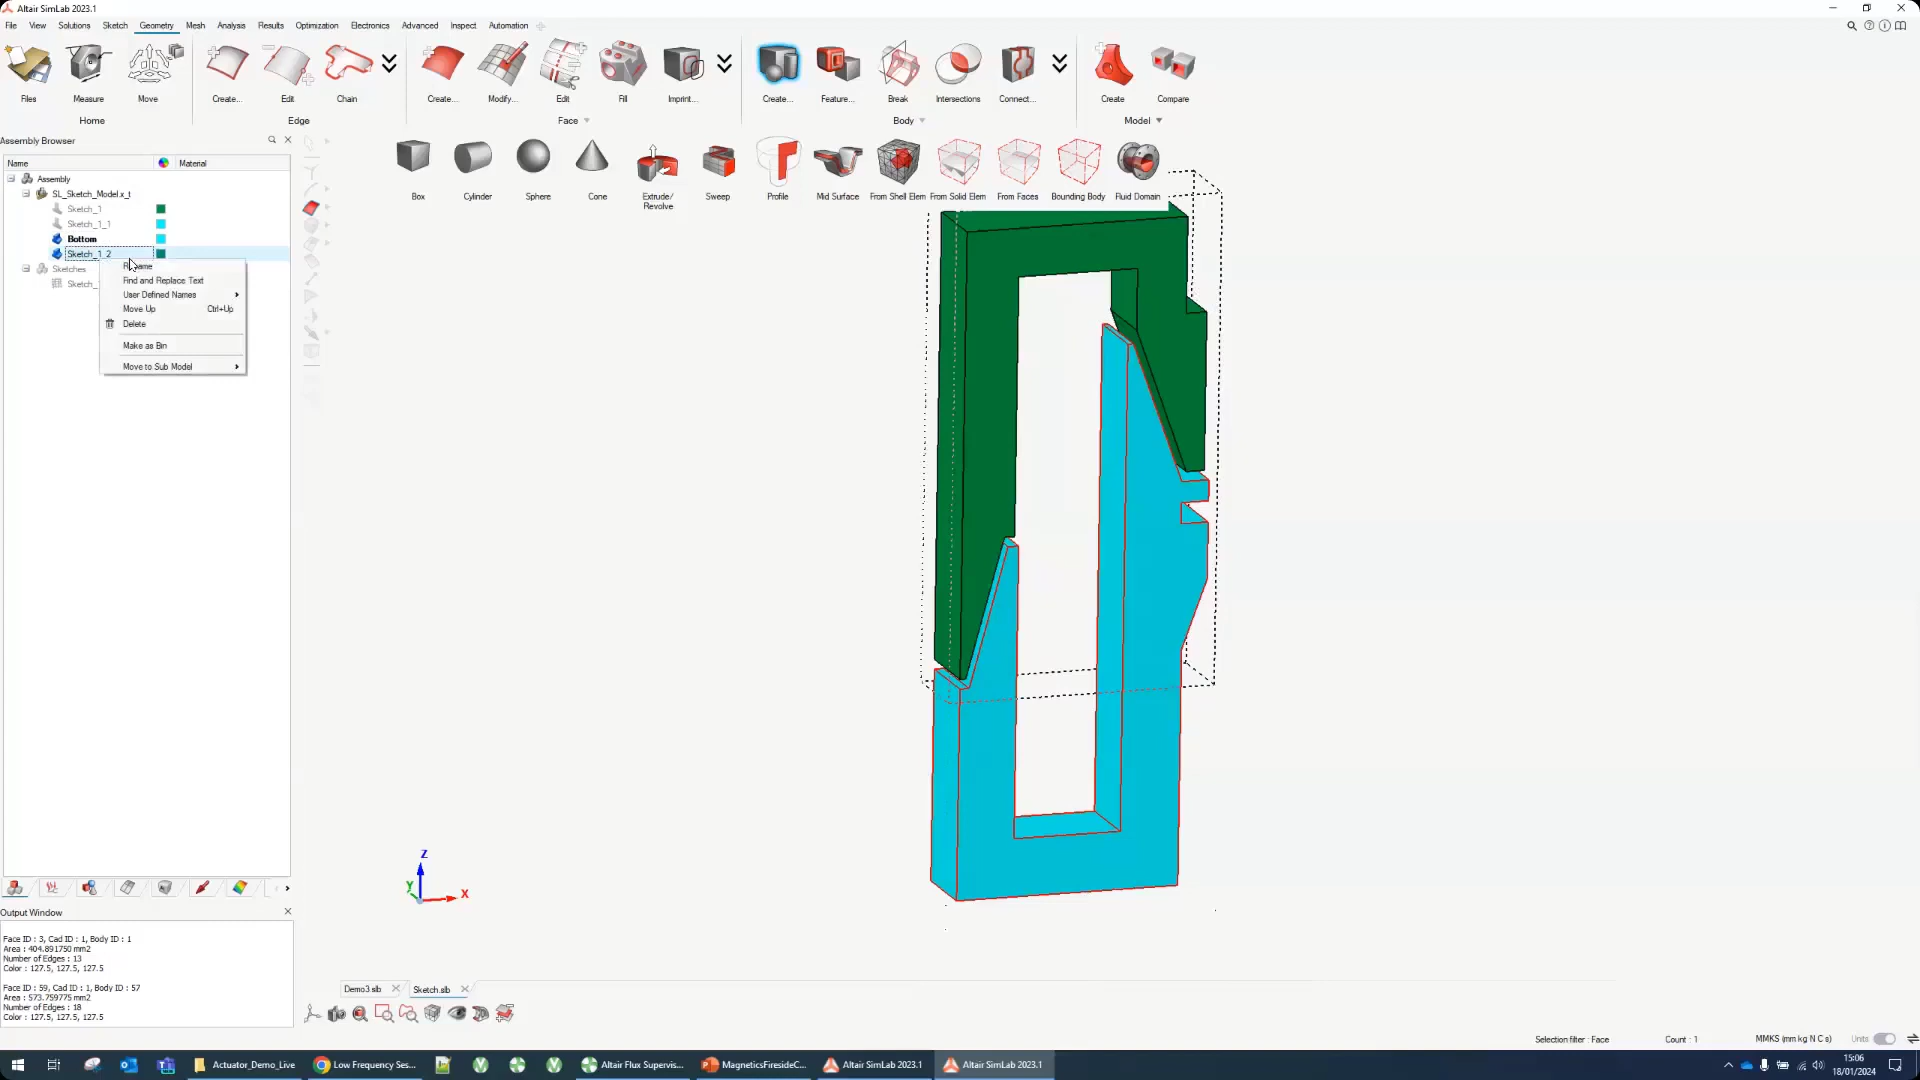 Altair SimLab 2023.1
File View Solutions Sketch Geometry Mesh Analysis Results Optimization Electronics Advanced Inspect Automation
Files Measure Move Create... Edit Chain Create... Modify... Edit Fill Imprint... Create... Feature... Break Intersections Connect... Create Compare
Home Edge Face Body Model
Assembly Browser
Name Material
Assembly
SL_Sketch_Model.x_t
Sketch_1
Sketch_1_1
Bottom
Sketch_1_2
Sketches
Sketch_
Find and Replace Text
User Defined Names
Move Up Ctrl+Up
Delete
Make as Bin
Move to Sub Model
Box Cylinder Sphere Cone Extrude/ Sweep Profile Mid Surface From Shell Elem From Solid Elem From Faces Bounding Body Fluid Domain
Revolve
Z
Y
X
Output Window
Face ID : 3, Cad ID : 1, Body ID : 1
Area : 404.891750 mm2
Number of Edges : 13
Color : 127.5, 127.5, 127.5
Face ID : 59, Cad ID : 1, Body ID : 57
Area : 573.759775 mm2
Number of Edges : 18
Color : 127.5, 127.5, 127.5
Demo3.slb Sketch.slb
Selection filter : Face Count : 1 MMKS (mm kg N C s) Units
Actuator_Demo_Live Low Frequency Ses... Altair Flux Supervis... MagneticsFiresideC... Altair SimLab 2023.1 Altair SimLab 2023.1
15:06
18/01/2024